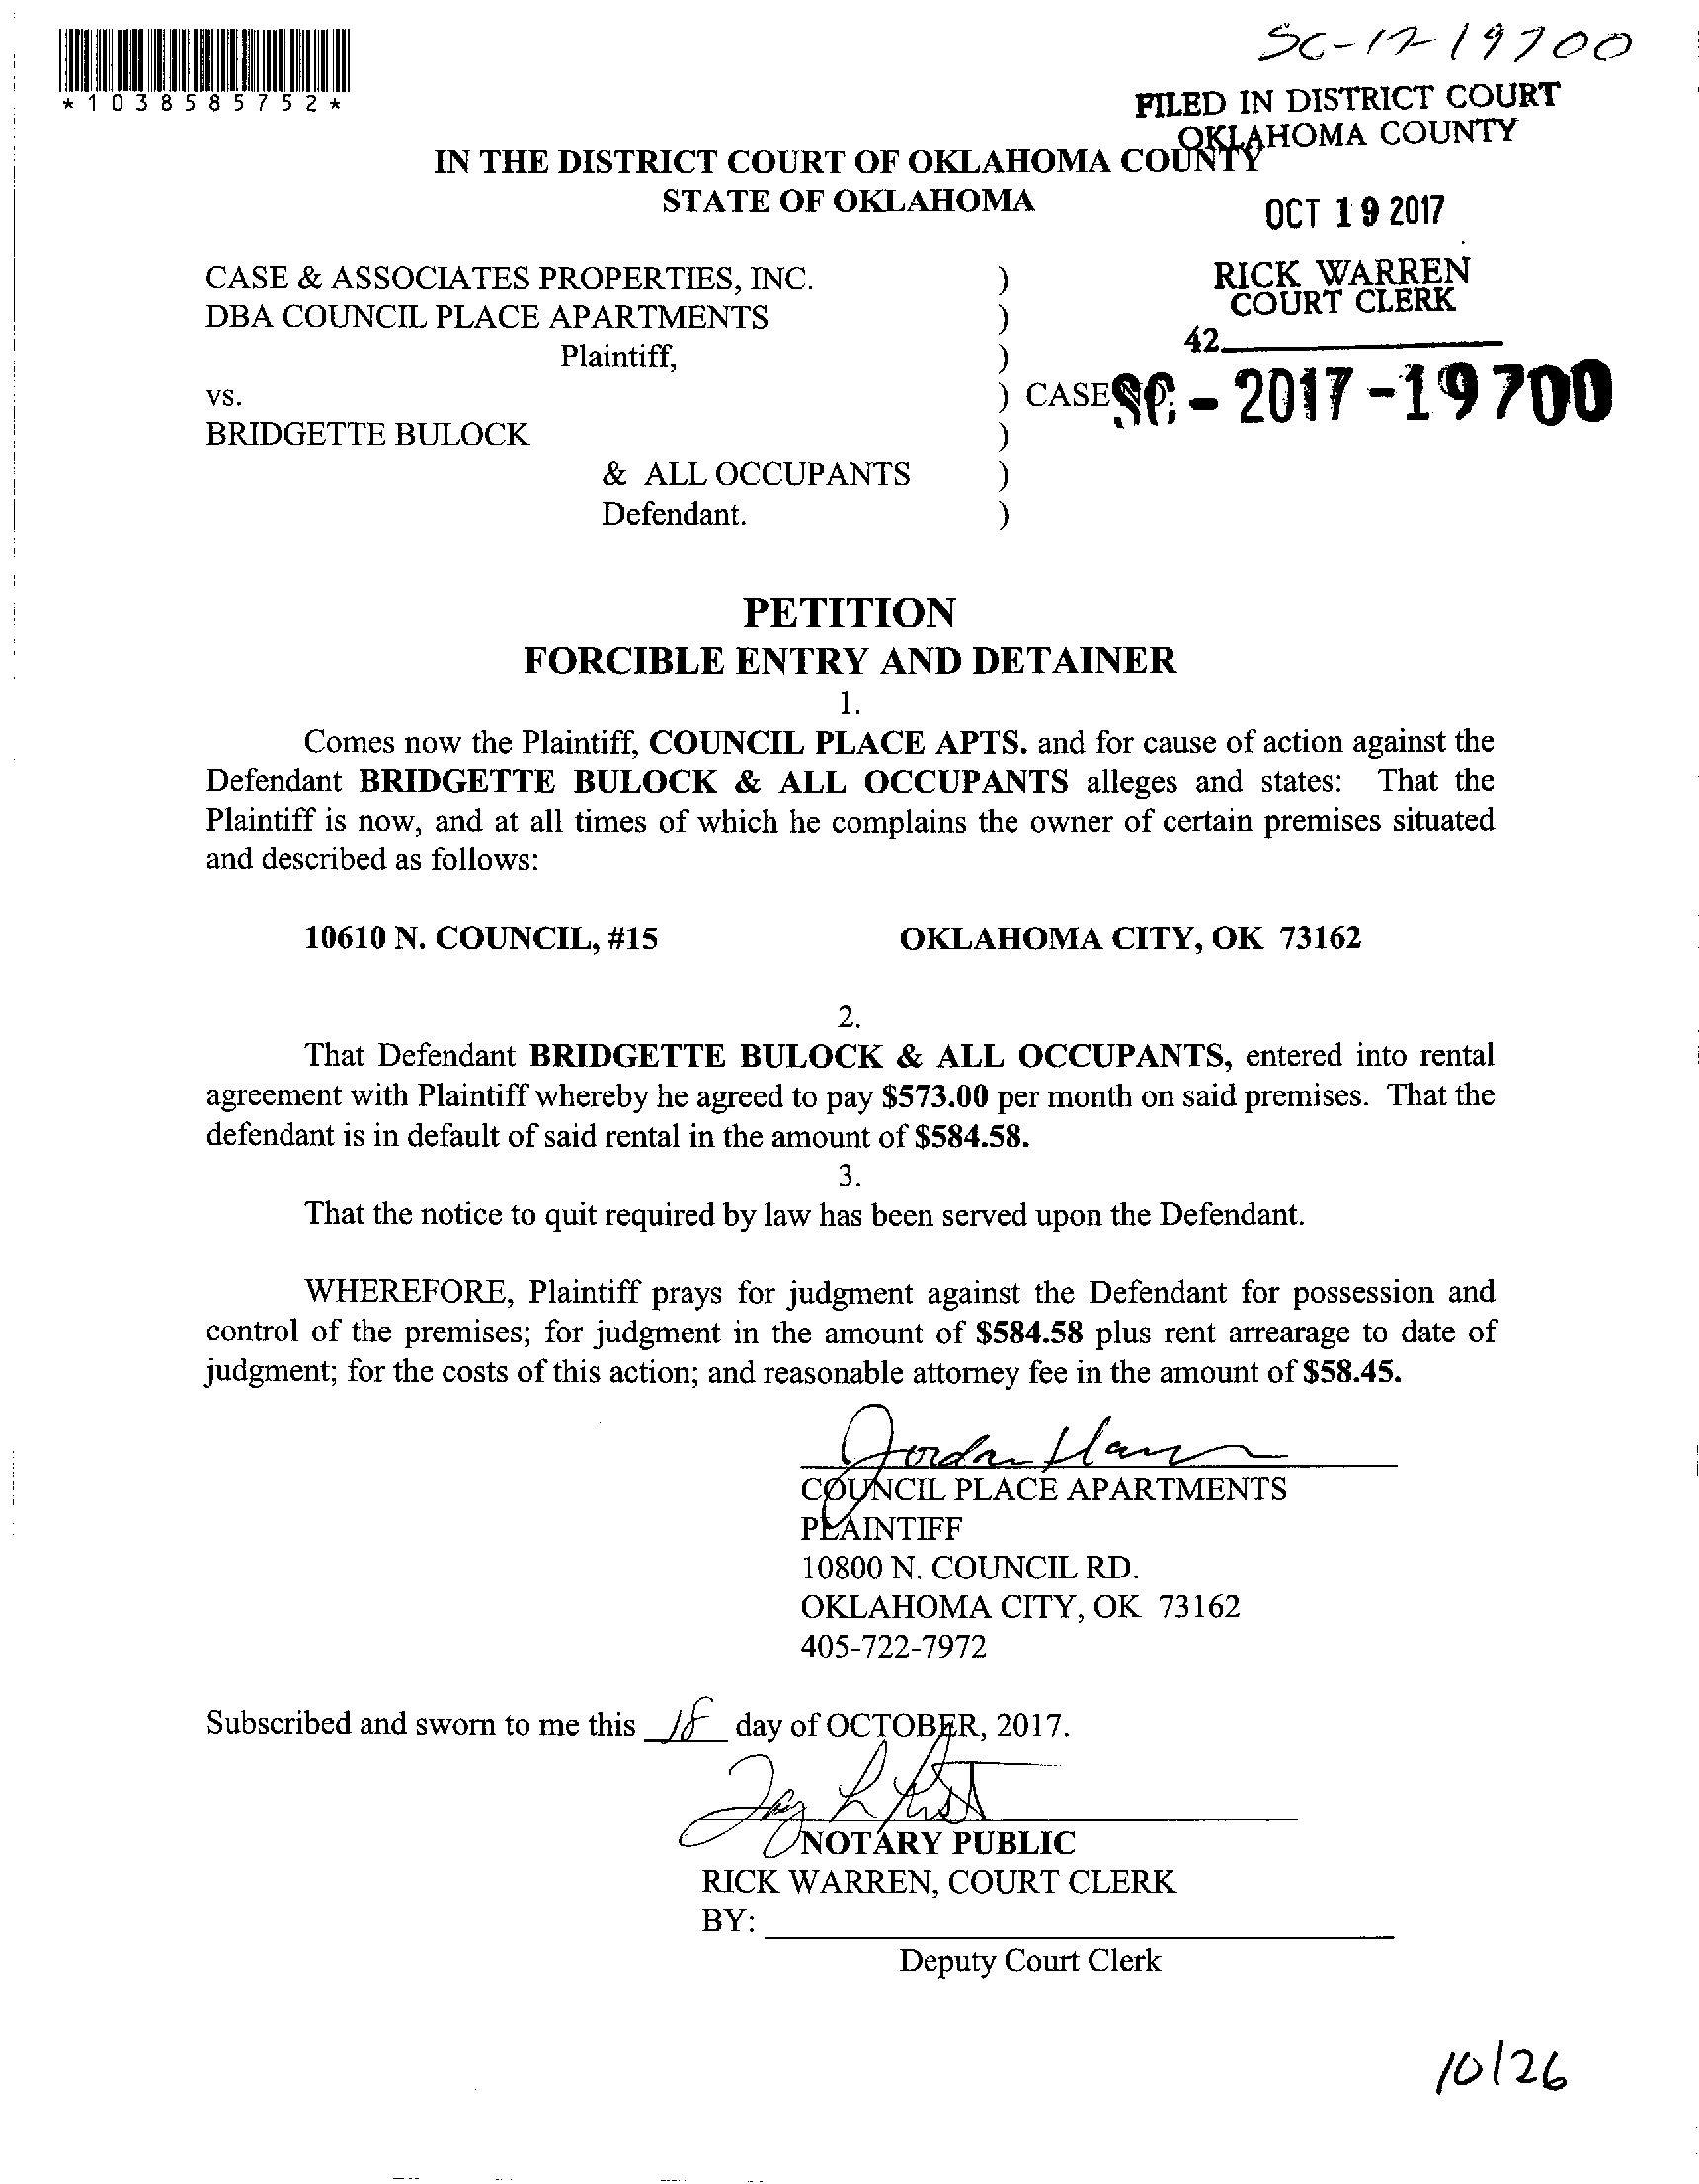 SC-17-19700
*1038585752*
FILED IN DISTRICT COURT
OKLAHOMA COUNTY
IN THE DISTRICT COURT OF OKLAHOMA COUNTY
STATE OF OKLAHOMA
OCT 19 2017
CASE & ASSOCIATES PROPERTIES, INC. )
DBA COUNCIL PLACE APARTMENTS )
RICK WARREN
COURT CLERK
42
Plaintiff, )
vs. ) CASE NO. SC - 2017 - 19700
BRIDGETTE BULOCK )
& ALL OCCUPANTS )
Defendant. )
PETITION
FORCIBLE ENTRY AND DETAINER
1.
Comes now the Plaintiff, COUNCIL PLACE APTS. and for cause of action against the
Defendant BRIDGETTE BULOCK & ALL OCCUPANTS alleges and states: That the
Plaintiff is now, and at all times of which he complains the owner of certain premises situated
and described as follows:
10610 N. COUNCIL, #15 OKLAHOMA CITY, OK 73162
2.
That Defendant BRIDGETTE BULOCK & ALL OCCUPANTS, entered into rental
agreement with Plaintiff whereby he agreed to pay $573.00 per month on said premises. That the
defendant is in default of said rental in the amount of $584.58.
3.
That the notice to quit required by law has been served upon the Defendant.
WHEREFORE, Plaintiff prays for judgment against the Defendant for possession and
control of the premises; for judgment in the amount of $584.58 plus rent arrearage to date of
judgment; for the costs of this action; and reasonable attorney fee in the amount of $58.45.
Jordan
COUNCIL PLACE APARTMENTS
PLAINTIFF
10800 N. COUNCIL RD.
OKLAHOMA CITY, OK 73162
405-722-7972
Subscribed and sworn to me this 18 day of OCTOBER, 2017.
NOTARY PUBLIC
RICK WARREN, COURT CLERK
BY:
Deputy Court Clerk
10/26